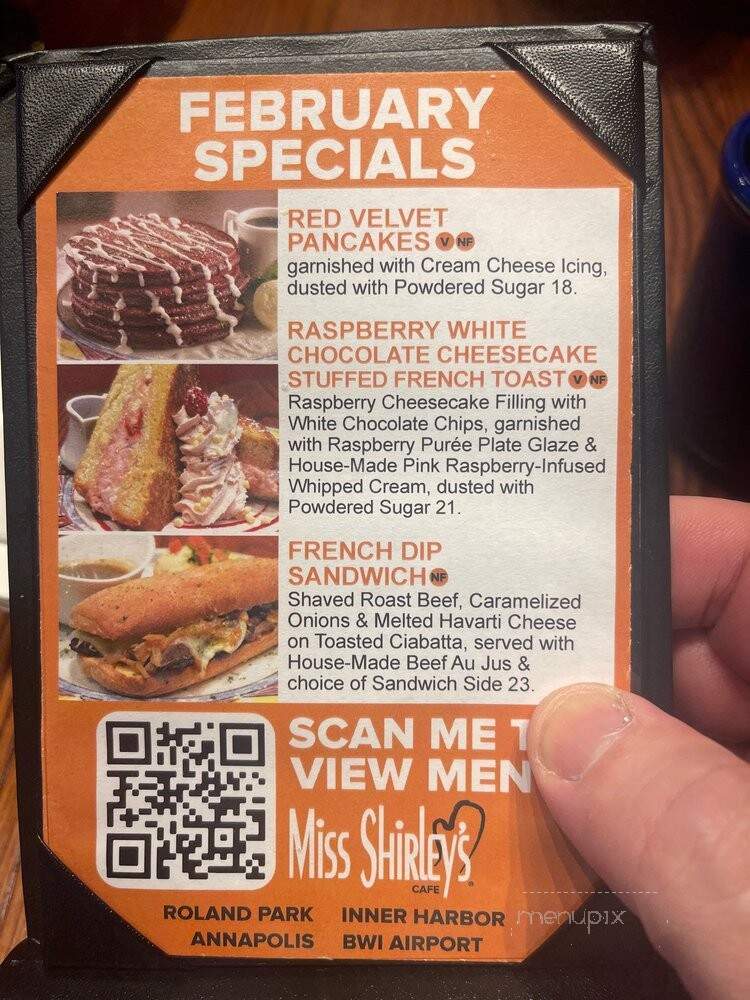 FEBRUARY
SPECIALS
RED VELVET
PANCAKES V NF
garnished with Cream Cheese Icing,
dusted with Powdered Sugar 18.
RASPBERRY WHITE
CHOCOLATE CHEESECAKE
STUFFED FRENCH TOAST V NF
Raspberry Cheesecake Filling with
White Chocolate Chips, garnished
with Raspberry Purée Plate Glaze &
House-Made Pink Raspberry-Infused
Whipped Cream, dusted with
Powdered Sugar 21.
FRENCH DIP
SANDWICH NF
Shaved Roast Beef, Caramelized
Onions & Melted Havarti Cheese
on Toasted Ciabatta, served with
House-Made Beef Au Jus &
choice of Sandwich Side 23.
SCAN ME T
VIEW MEN
Miss Shirley's
CAFE
ROLAND PARK INNER HARBOR
ANNAPOLIS BWI AIRPORT
menupix